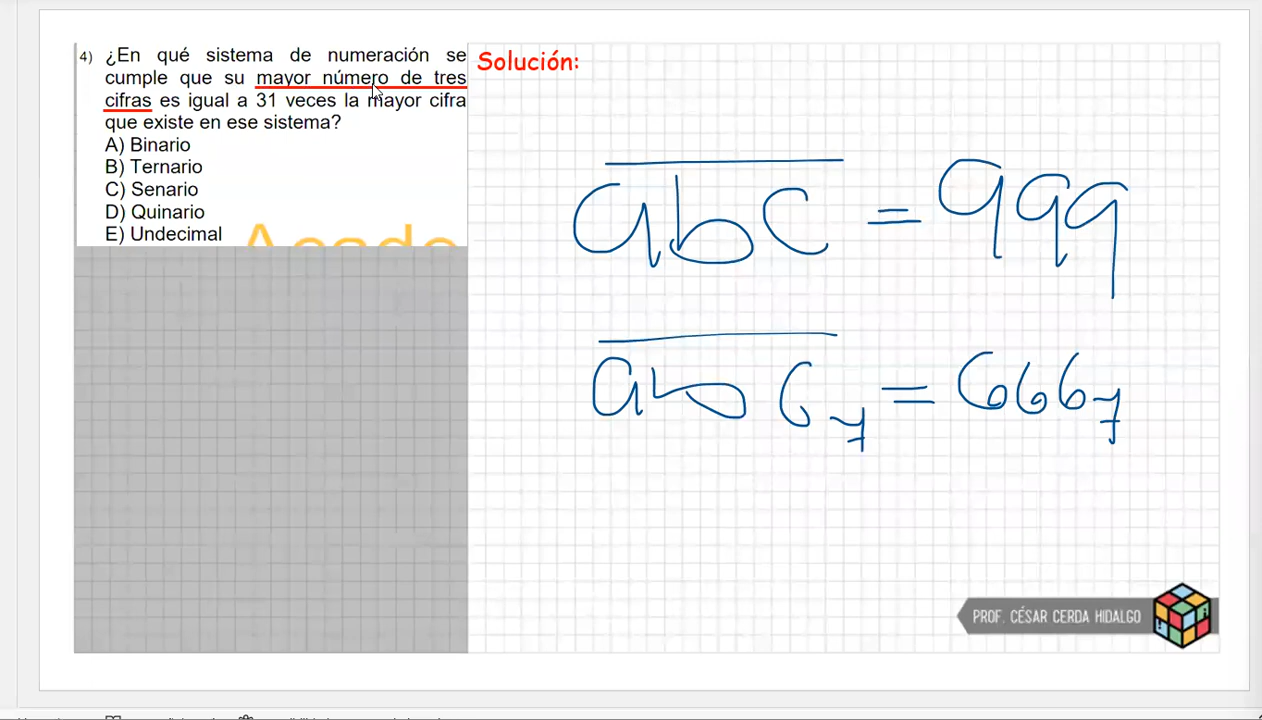 4) ¿En qué sistema de numeración se
cumple que su mayor número de tres
cifras es igual a 31 veces la mayor cifra
que existe en ese sistema?
A) Binario
B) Ternario
C) Senario
D) Quinario
E) Undecimal
Solución:
abc = 999
abc₇ = 666₇
PROF. CÉSAR CERDA HIDALGO